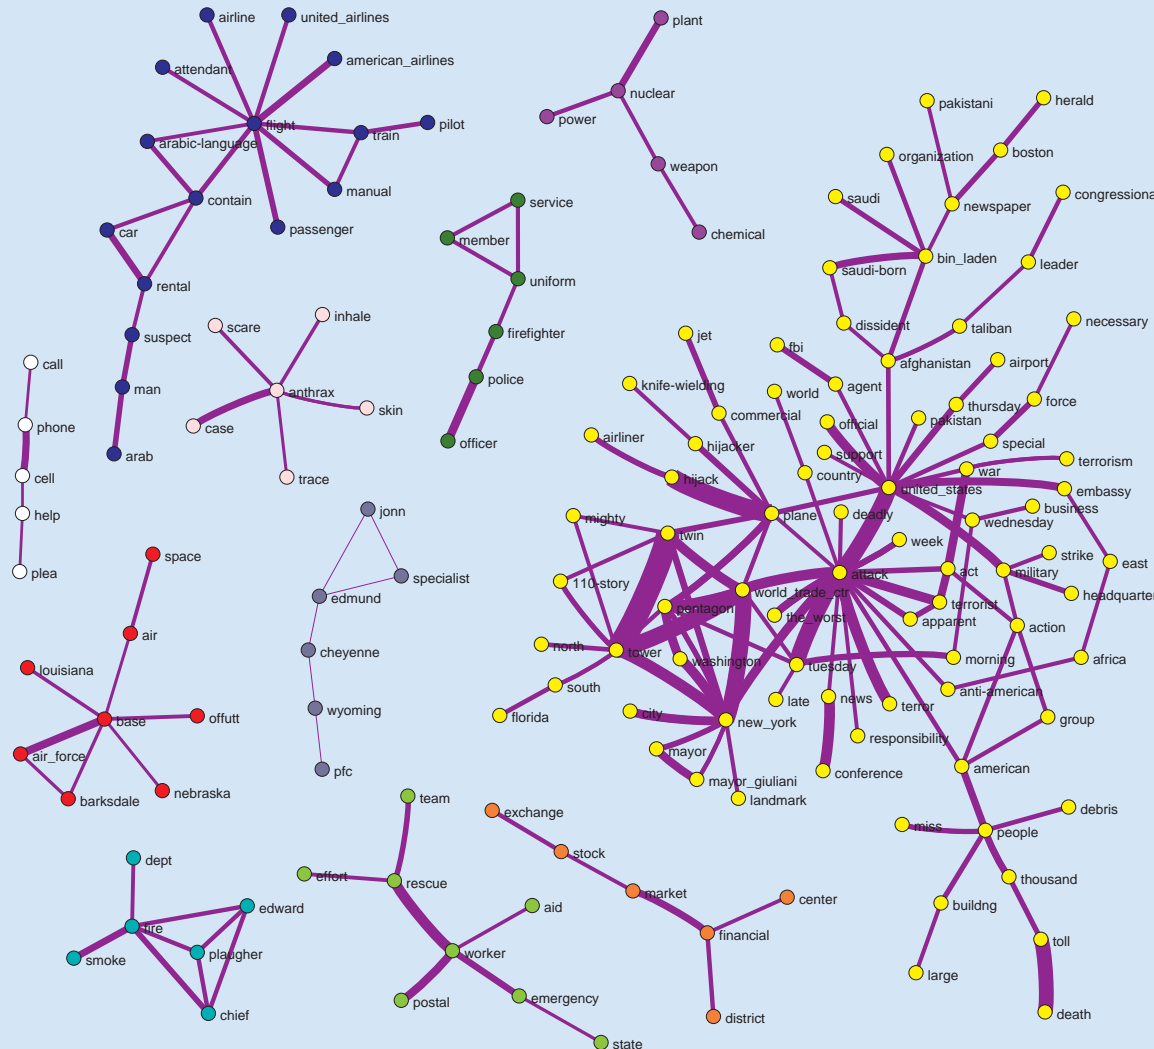 airline
united_airlines
plant
american_airlines
attendant
nuclear
pakistani
herald
power
flight
pilot
train
arabic-language
organization
boston
weapon
manual
saudi
newspaper
congressional
contain
service
passenger
chemical
car
member
bin_laden
leader
saudi-born
rental
uniform
inhale
scare
dissident
taliban
necessary
suspect
firefighter
jet
fbi
afghanistan
airport
call
man
anthrax
police
knife-wielding
world
agent
thursday
force
skin
commercial
official
pakistan
phone
case
officer
airliner
hijacker
support
special
arab
cell
trace
hijack
country
war
terrorism
united_states
embassy
help
jonn
mighty
plane
deadly
wednesday
business
twin
week
space
strike
plea
specialist
110-story
attack
act
military
east
edmund
world_trade_ctr
headquarter
pentagon
the_worst
terrorist
apparent
air
action
north
tower
cheyenne
washington
tuesday
morning
africa
louisiana
south
late
news
anti-american
base
offutt
wyoming
florida
city
new_york
terror
group
responsibility
air_force
mayor
american
pfc
mayor_giuliani
conference
barksdale
nebraska
team
landmark
exchange
debris
miss
people
dept
stock
effort
rescue
market
thousand
edward
aid
center
buildng
fire
financial
toll
smoke
plaugher
worker
large
postal
emergency
chief
district
death
state